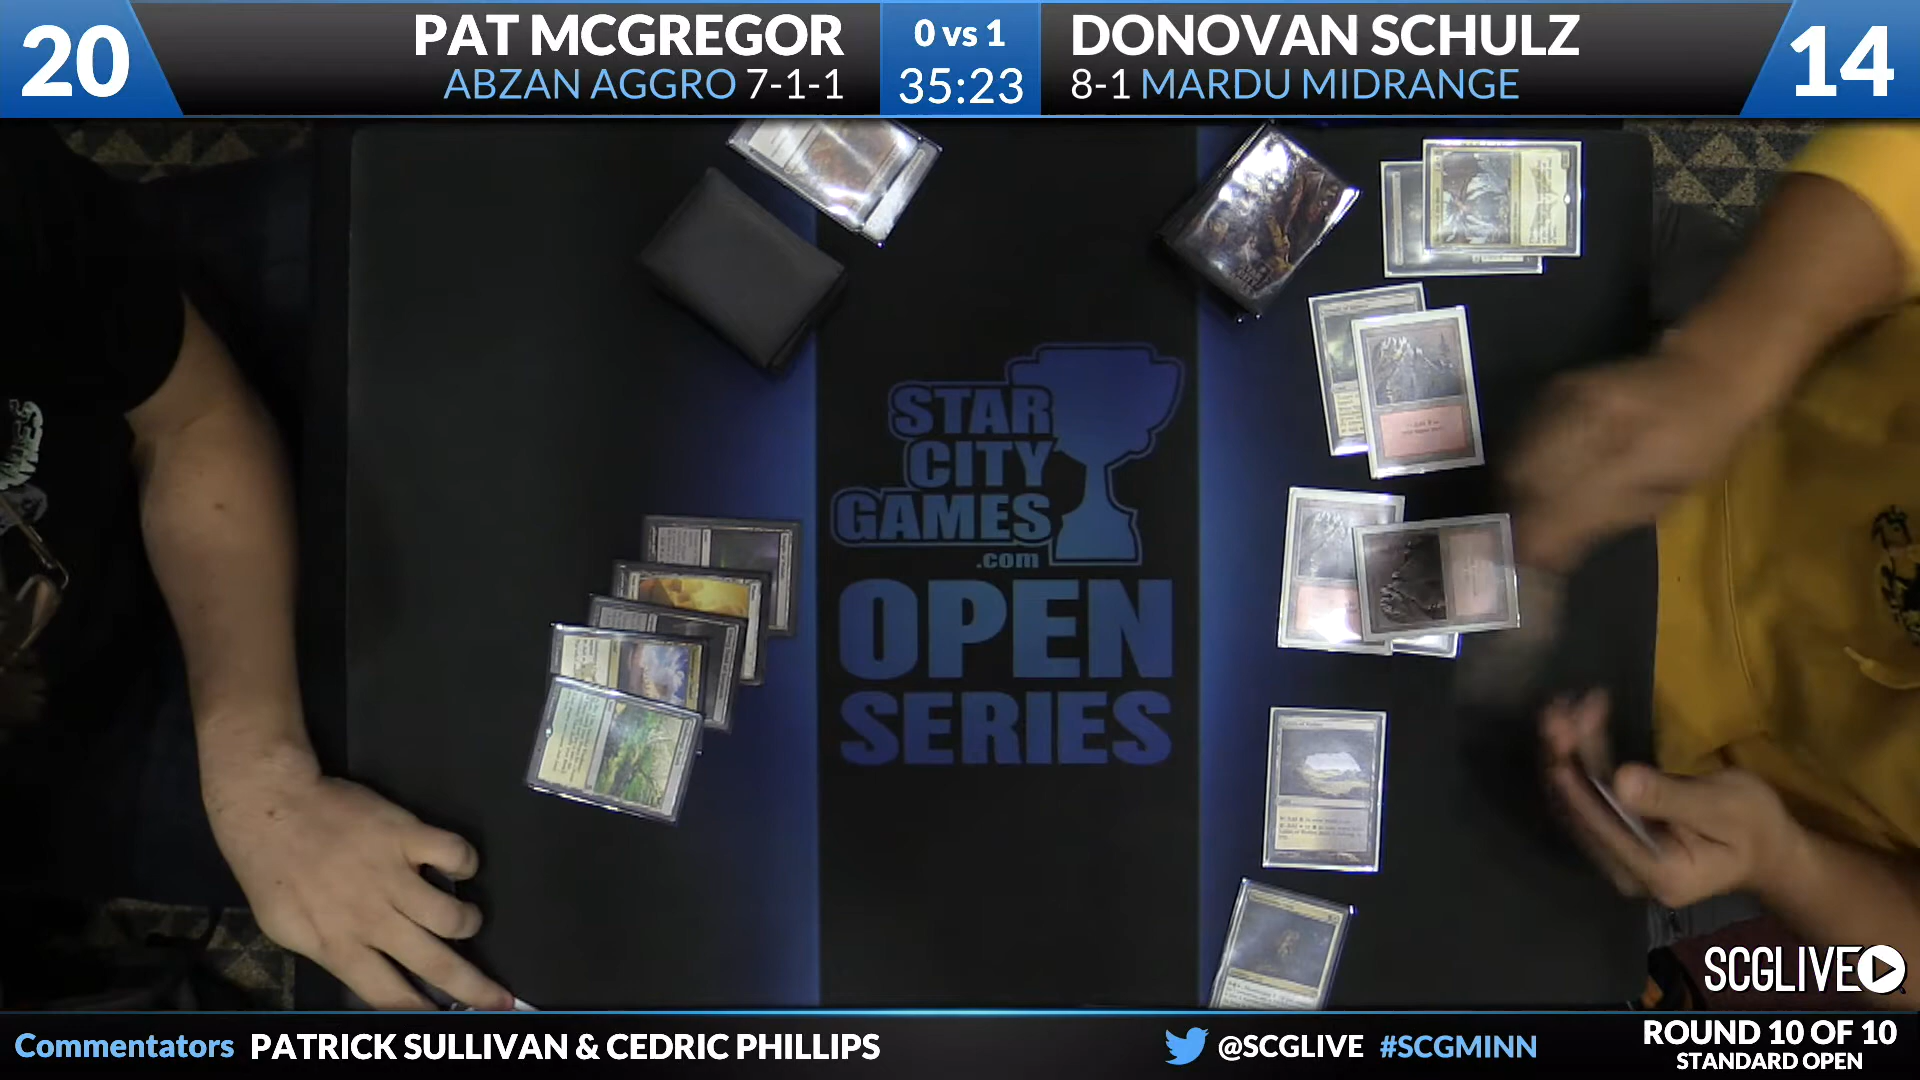 20
PAT MCGREGOR
ABZAN AGGRO 7-1-1
0 vs 1
35:23
DONOVAN SCHULZ
8-1 MARDU MIDRANGE
14
STAR
CITY
GAMES
.com
OPEN
SERIES
SCGLIVE
Commentators PATRICK SULLIVAN & CEDRIC PHILLIPS
@SCGLIVE #SCGMINN
ROUND 10 OF 10
STANDARD OPEN